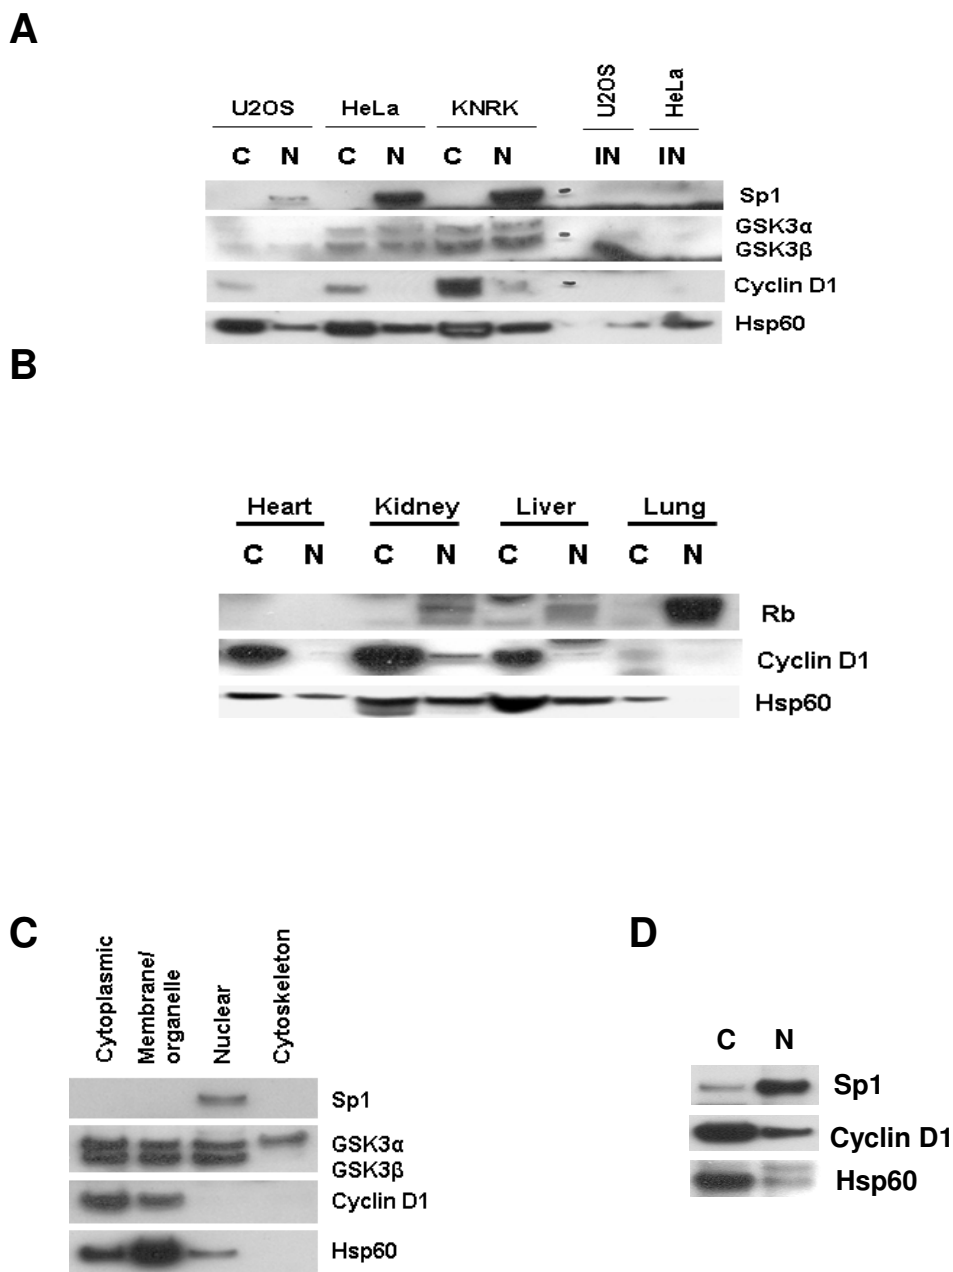 A
U2OS HeLa KNRK U2OS HeLa
C N C N C N IN IN
Sp1
GSK3α
GSK3β
Cyclin D1
Hsp60
B
Heart Kidney Liver Lung
C N C N C N C N
Rb
Cyclin D1
Hsp60
C
Cytoplasmic
Membrane/
organelle
Nuclear
Cytoskeleton
Sp1
GSK3α
GSK3β
Cyclin D1
Hsp60
D
C N
Sp1
Cyclin D1
Hsp60